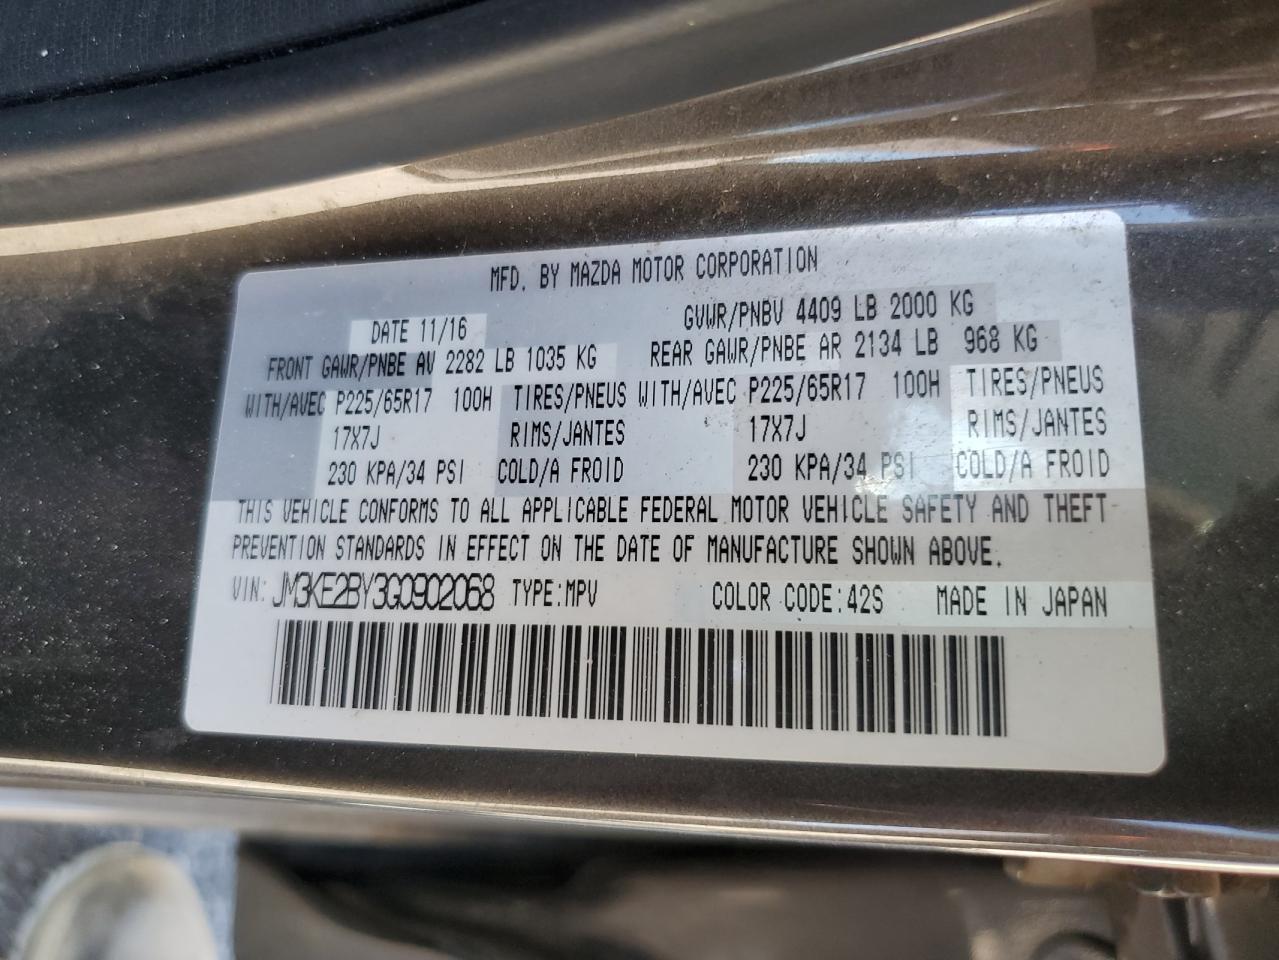 MFD. BY MAZDA MOTOR CORPORATION
DATE 11/16 GVWR/PNBV 4409 LB 2000 KG
FRONT GAWR/PNBE AV 2282 LB 1035 KG REAR GAWR/PNBE AR 2134 LB 968 KG
WITH/AVEC P225/65R17 100H TIRES/PNEUS WITH/AVEC P225/65R17 100H TIRES/PNEUS
17X7J RIMS/JANTES 17X7J RIMS/JANTES
230 KPA/34 PSI COLD/A FROID 230 KPA/34 PSI COLD/A FROID
THIS VEHICLE CONFORMS TO ALL APPLICABLE FEDERAL MOTOR VEHICLE SAFETY AND THEFT
PREVENTION STANDARDS IN EFFECT ON THE DATE OF MANUFACTURE SHOWN ABOVE.
VIN: JM3KE2BY3G0902068 TYPE:MPV COLOR CODE:42S MADE IN JAPAN